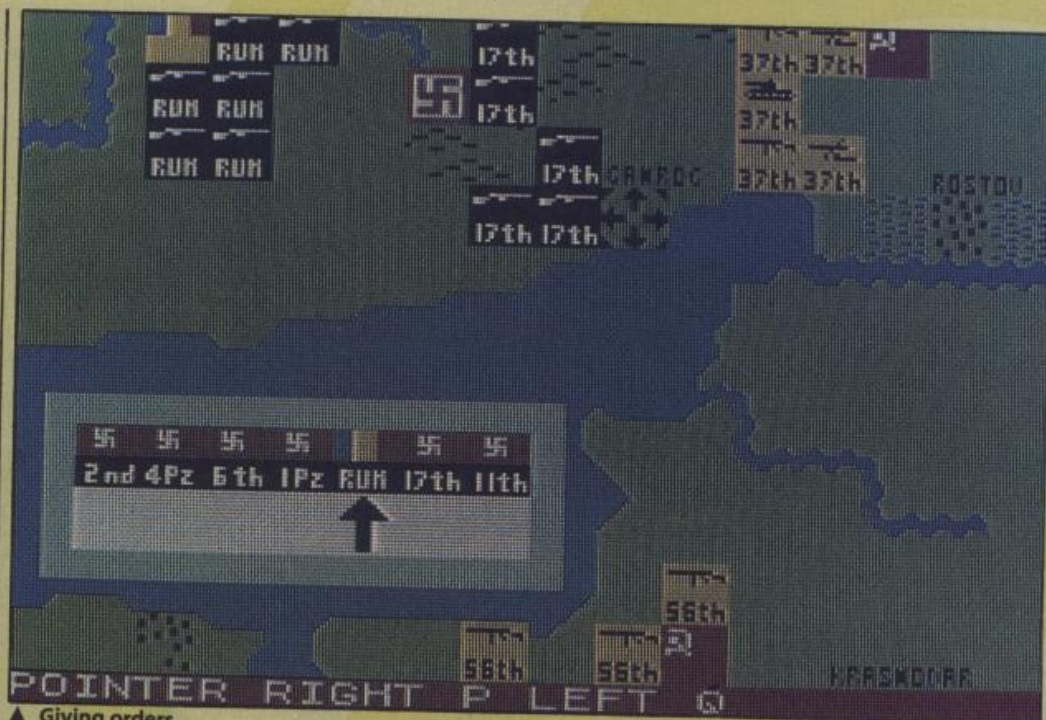 RUM RUM 17th 37th 37th
RUM RUM 17th 37th
RUM RUM 17th GANROG 37th 37th ROSTOV
17th 17th
2nd 4Pz 6th 1Pz RUM 17th 11th
56th
56th 56th
KRASNODAR
POINTER RIGHT P LEFT Q
Giving orders